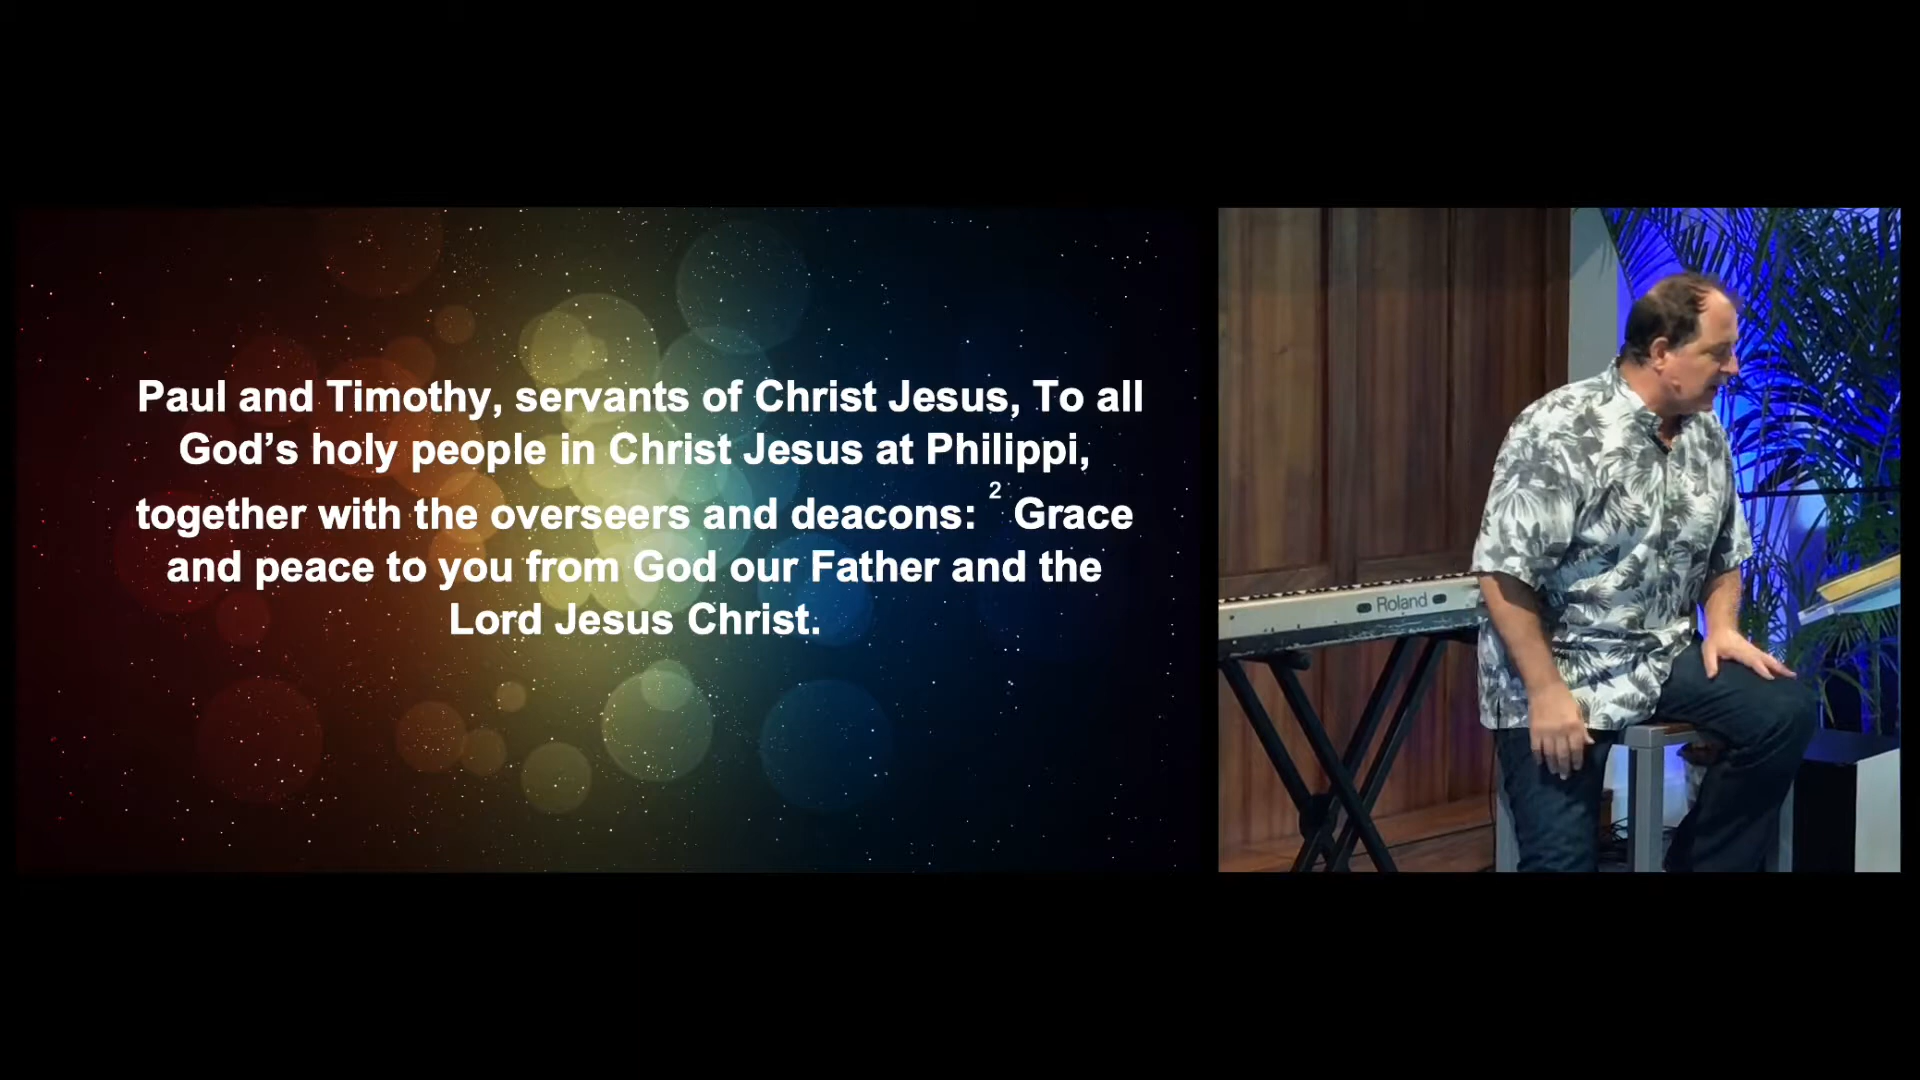 Paul and Timothy, servants of Christ Jesus, To all
God’s holy people in Christ Jesus at Philippi,
together with the overseers and deacons: ² Grace
and peace to you from God our Father and the
Lord Jesus Christ.
Roland